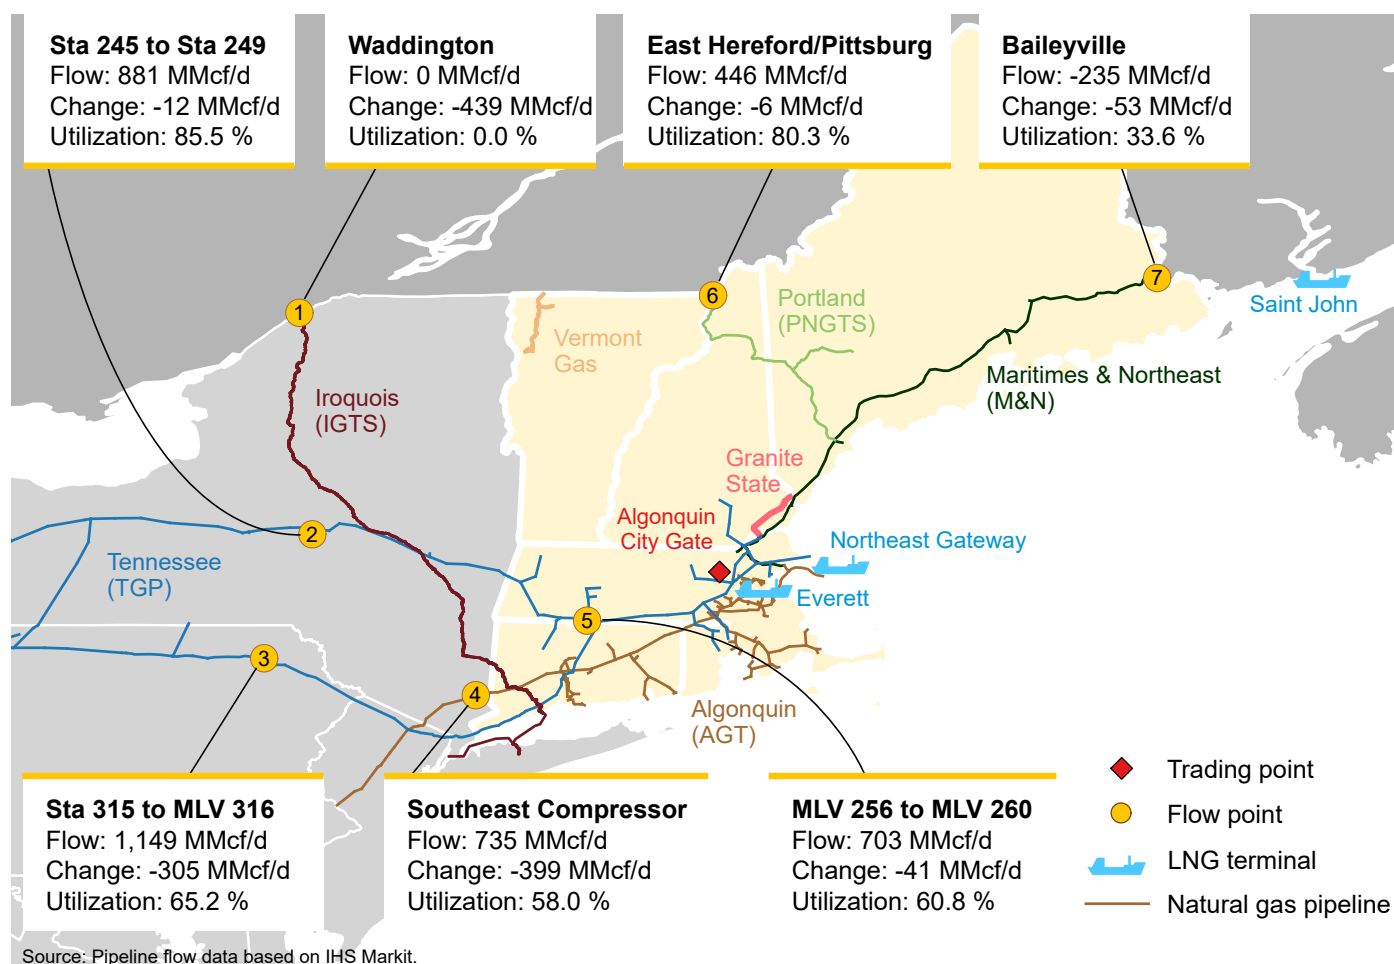 Sta 245 to Sta 249
Flow: 881 MMcf/d
Change: -12 MMcf/d
Utilization: 85.5 %
Waddington
Flow: 0 MMcf/d
Change: -439 MMcf/d
Utilization: 0.0 %
East Hereford/Pittsburg
Flow: 446 MMcf/d
Change: -6 MMcf/d
Utilization: 80.3 %
Baileyville
Flow: -235 MMcf/d
Change: -53 MMcf/d
Utilization: 33.6 %
1
6
7
Saint John
Portland
(PNGTS)
Vermont
Gas
Iroquois
(IGTS)
Maritimes & Northeast
(M&N)
Granite
State
Algonquin
City Gate
2
Northeast Gateway
Tennessee
(TGP)
Everett
5
3
4
Algonquin
(AGT)
Sta 315 to MLV 316
Flow: 1,149 MMcf/d
Change: -305 MMcf/d
Utilization: 65.2 %
Southeast Compressor
Flow: 735 MMcf/d
Change: -399 MMcf/d
Utilization: 58.0 %
MLV 256 to MLV 260
Flow: 703 MMcf/d
Change: -41 MMcf/d
Utilization: 60.8 %
Trading point
Flow point
LNG terminal
Natural gas pipeline
Source: Pipeline flow data based on IHS Markit.